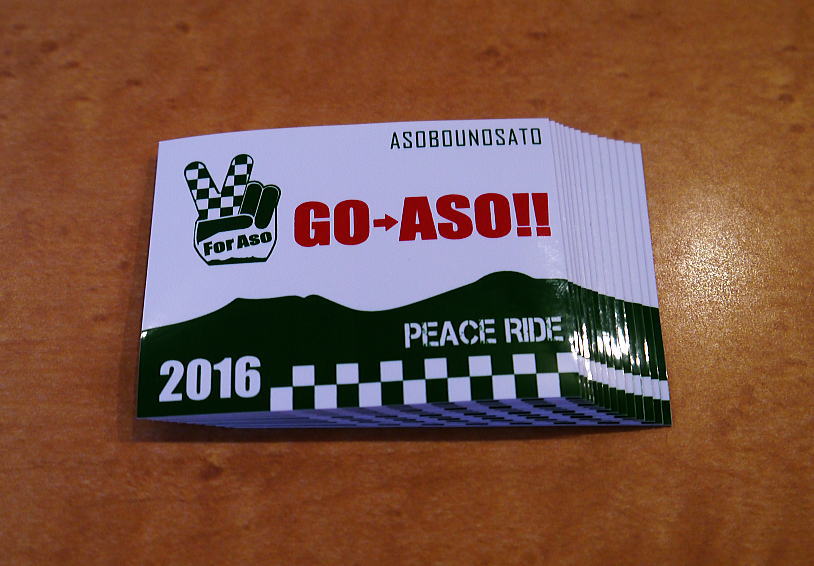 ASOBOUNOSATO
For Aso
GO→ASO!!
PEACE RIDE
2016